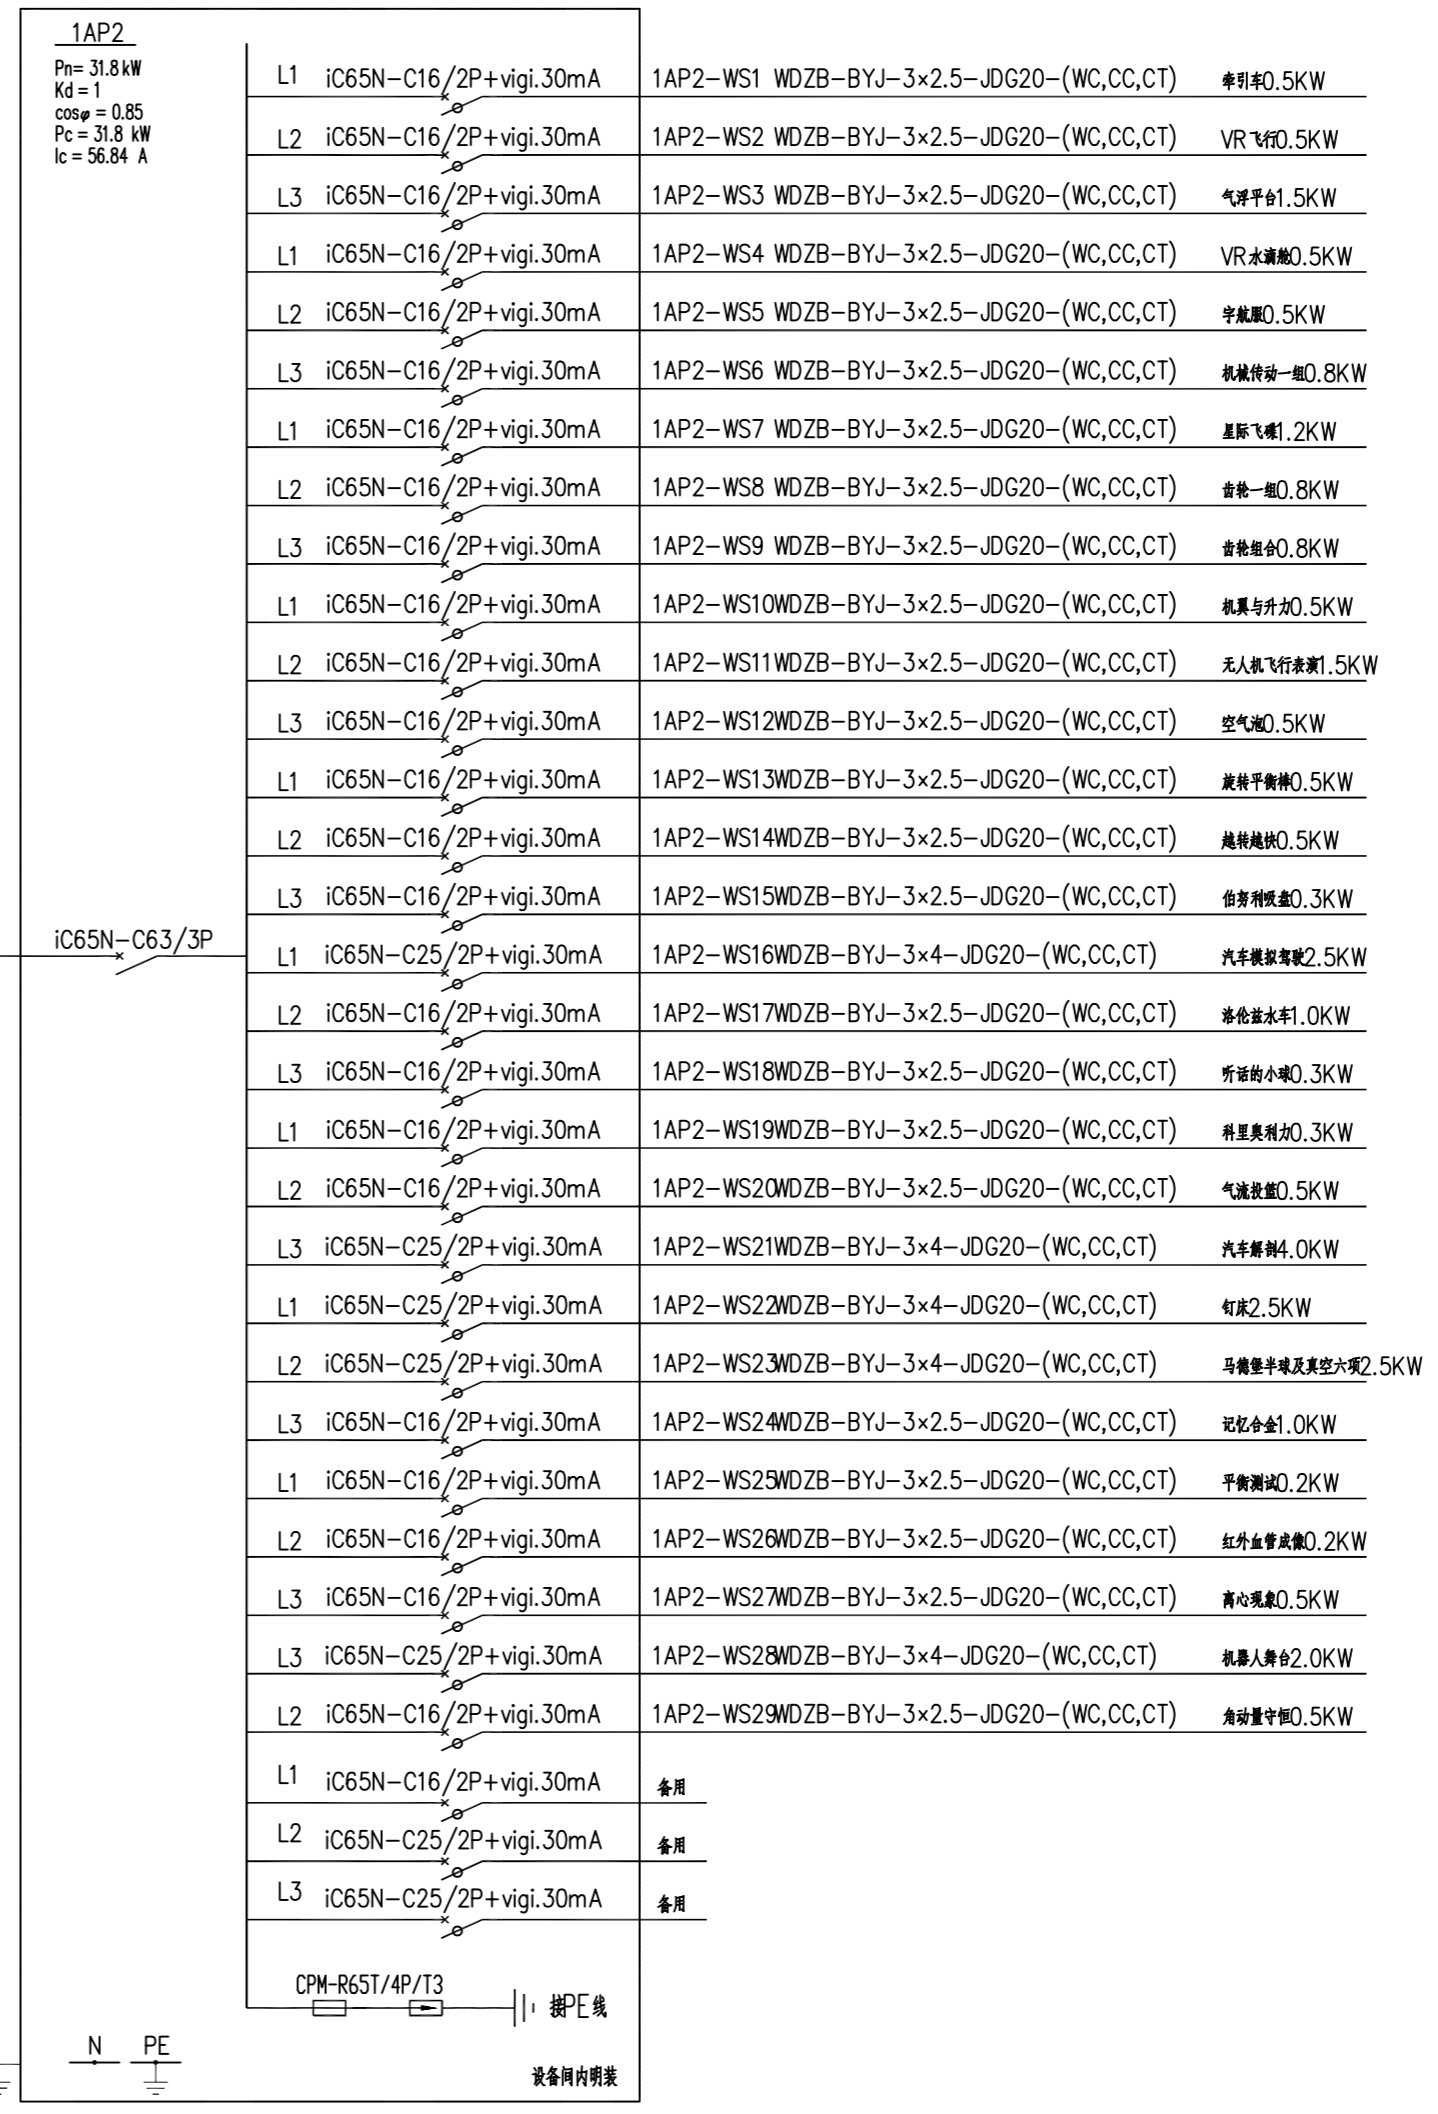 1AP2
Pn= 31.8kW
Kd = 1
cosφ = 0.85
Pc = 31.8 kW
Ic = 56.84 A
L1 iC65N-C16/2P+vigi.30mA 1AP2-WS1 WDZB-BYJ-3×2.5-JDG20-(WC,CC,CT) 牵引车0.5KW
L2 iC65N-C16/2P+vigi.30mA 1AP2-WS2 WDZB-BYJ-3×2.5-JDG20-(WC,CC,CT) VR飞行0.5KW
L3 iC65N-C16/2P+vigi.30mA 1AP2-WS3 WDZB-BYJ-3×2.5-JDG20-(WC,CC,CT) 气浮平台1.5KW
L1 iC65N-C16/2P+vigi.30mA 1AP2-WS4 WDZB-BYJ-3×2.5-JDG20-(WC,CC,CT) VR水滴舱0.5KW
L2 iC65N-C16/2P+vigi.30mA 1AP2-WS5 WDZB-BYJ-3×2.5-JDG20-(WC,CC,CT) 宇航服0.5KW
L3 iC65N-C16/2P+vigi.30mA 1AP2-WS6 WDZB-BYJ-3×2.5-JDG20-(WC,CC,CT) 机械传动一组0.8KW
L1 iC65N-C16/2P+vigi.30mA 1AP2-WS7 WDZB-BYJ-3×2.5-JDG20-(WC,CC,CT) 星际飞碟1.2KW
L2 iC65N-C16/2P+vigi.30mA 1AP2-WS8 WDZB-BYJ-3×2.5-JDG20-(WC,CC,CT) 齿轮一组0.8KW
L3 iC65N-C16/2P+vigi.30mA 1AP2-WS9 WDZB-BYJ-3×2.5-JDG20-(WC,CC,CT) 齿轮组合0.8KW
L1 iC65N-C16/2P+vigi.30mA 1AP2-WS10WDZB-BYJ-3×2.5-JDG20-(WC,CC,CT) 机翼与升力0.5KW
L2 iC65N-C16/2P+vigi.30mA 1AP2-WS11WDZB-BYJ-3×2.5-JDG20-(WC,CC,CT) 无人机飞行表演1.5KW
L3 iC65N-C16/2P+vigi.30mA 1AP2-WS12WDZB-BYJ-3×2.5-JDG20-(WC,CC,CT) 空气泡0.5KW
L1 iC65N-C16/2P+vigi.30mA 1AP2-WS13WDZB-BYJ-3×2.5-JDG20-(WC,CC,CT) 旋转平衡棒0.5KW
L2 iC65N-C16/2P+vigi.30mA 1AP2-WS14WDZB-BYJ-3×2.5-JDG20-(WC,CC,CT) 越转越快0.5KW
L3 iC65N-C16/2P+vigi.30mA 1AP2-WS15WDZB-BYJ-3×2.5-JDG20-(WC,CC,CT) 伯努利吸盘0.3KW
iC65N-C63/3P
L1 iC65N-C25/2P+vigi.30mA 1AP2-WS16WDZB-BYJ-3×4-JDG20-(WC,CC,CT) 汽车模拟驾驶2.5KW
L2 iC65N-C16/2P+vigi.30mA 1AP2-WS17WDZB-BYJ-3×2.5-JDG20-(WC,CC,CT) 洛伦兹水车1.0KW
L3 iC65N-C16/2P+vigi.30mA 1AP2-WS18WDZB-BYJ-3×2.5-JDG20-(WC,CC,CT) 听话的小球0.3KW
L1 iC65N-C16/2P+vigi.30mA 1AP2-WS19WDZB-BYJ-3×2.5-JDG20-(WC,CC,CT) 科里奥利力0.3KW
L2 iC65N-C16/2P+vigi.30mA 1AP2-WS20WDZB-BYJ-3×2.5-JDG20-(WC,CC,CT) 气流投篮0.5KW
L3 iC65N-C25/2P+vigi.30mA 1AP2-WS21WDZB-BYJ-3×4-JDG20-(WC,CC,CT) 汽车解剖4.0KW
L1 iC65N-C25/2P+vigi.30mA 1AP2-WS22WDZB-BYJ-3×4-JDG20-(WC,CC,CT) 钉床2.5KW
L2 iC65N-C25/2P+vigi.30mA 1AP2-WS23WDZB-BYJ-3×4-JDG20-(WC,CC,CT) 马德堡半球及真空六项2.5KW
L3 iC65N-C16/2P+vigi.30mA 1AP2-WS24WDZB-BYJ-3×2.5-JDG20-(WC,CC,CT) 记忆合金1.0KW
L1 iC65N-C16/2P+vigi.30mA 1AP2-WS25WDZB-BYJ-3×2.5-JDG20-(WC,CC,CT) 平衡测试0.2KW
L2 iC65N-C16/2P+vigi.30mA 1AP2-WS26WDZB-BYJ-3×2.5-JDG20-(WC,CC,CT) 红外血管成像0.2KW
L3 iC65N-C16/2P+vigi.30mA 1AP2-WS27WDZB-BYJ-3×2.5-JDG20-(WC,CC,CT) 离心现象0.5KW
L3 iC65N-C25/2P+vigi.30mA 1AP2-WS28WDZB-BYJ-3×4-JDG20-(WC,CC,CT) 机器人舞台2.0KW
L2 iC65N-C16/2P+vigi.30mA 1AP2-WS29WDZB-BYJ-3×2.5-JDG20-(WC,CC,CT) 角动量守恒0.5KW
L1 iC65N-C16/2P+vigi.30mA 备用
L2 iC65N-C25/2P+vigi.30mA 备用
L3 iC65N-C25/2P+vigi.30mA 备用
CPM-R65T/4P/T3
接PE线
N PE
设备间内明装